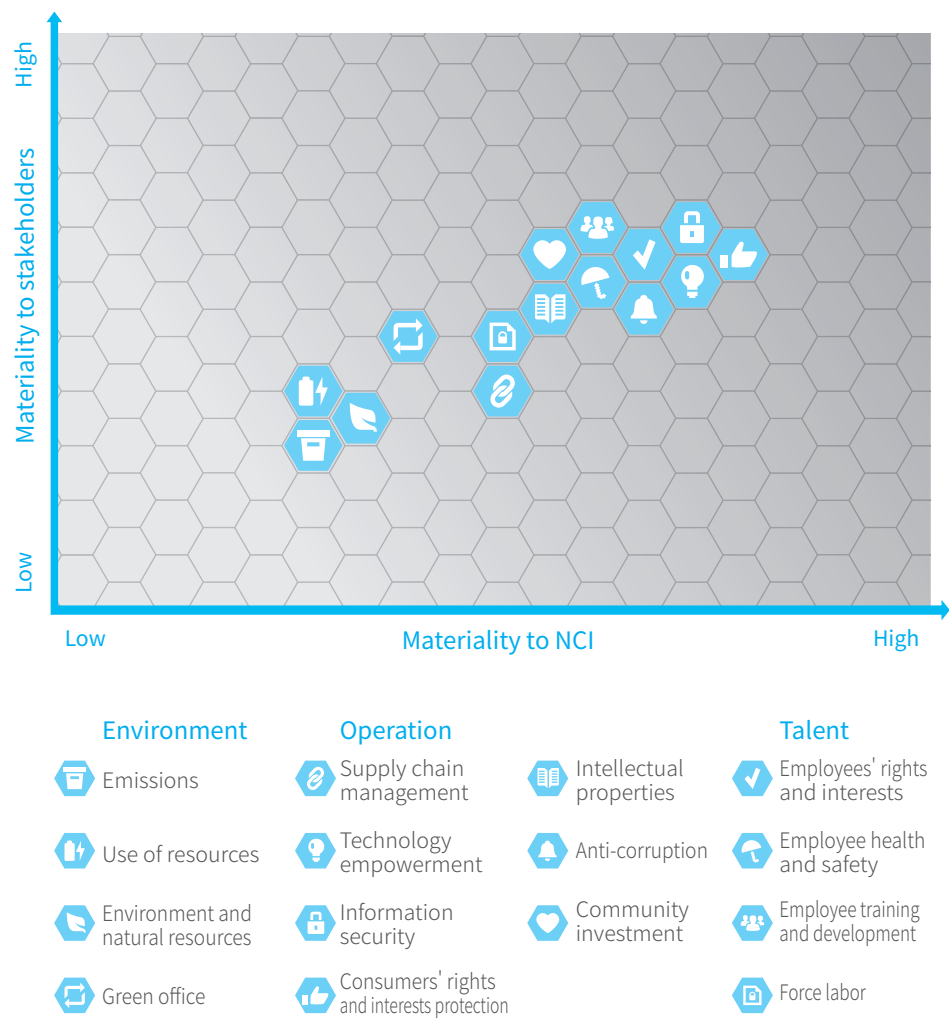 High
Materiality to stakeholders
Low
Low
Materiality to NCI
High
Environment
Emissions
Use of resources
Environment and
natural resources
Green office
Operation
Supply chain
management
Technology
empowerment
Information
security
Consumers' rights
and interests protection
Intellectual
properties
Anti-corruption
Community
investment
Talent
Employees' rights
and interests
Employee health
and safety
Employee training
and development
Force labor